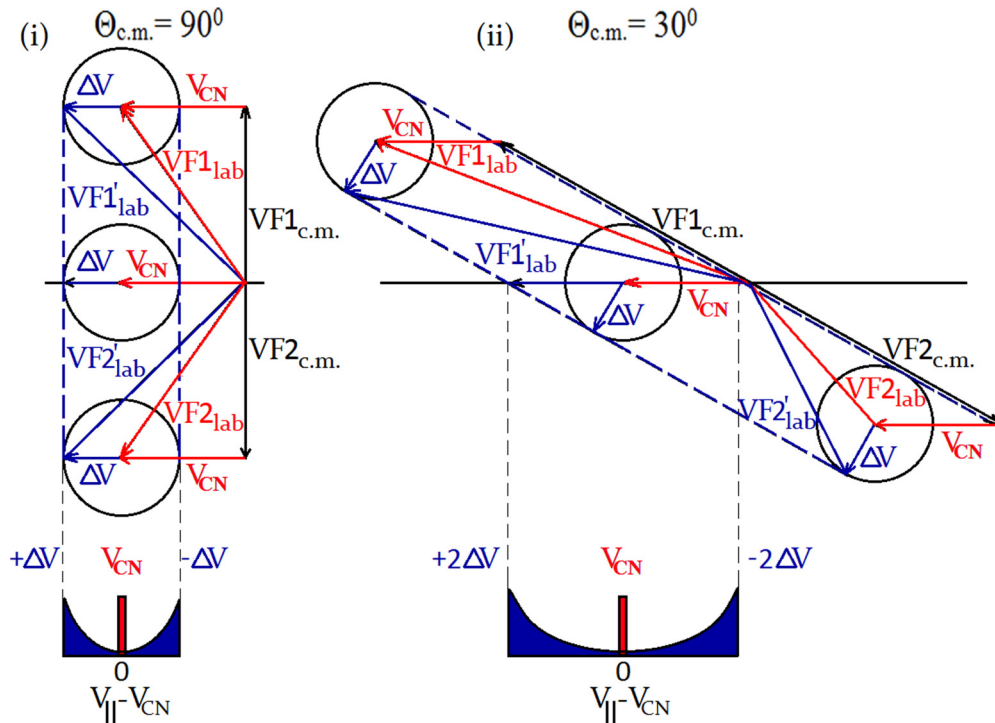 (i) Θc.m. = 90⁰
ΔV
VCN
VF1lab
VF1'lab
VF1c.m.
ΔV
VCN
VF2'lab
VF2c.m.
VF2lab
ΔV
VCN
+ΔV VCN -ΔV
0
V||-VCN
(ii) Θc.m. = 30⁰
VCN
VF1lab
ΔV
VF1c.m.
VF1'lab
VCN
ΔV
VF2c.m.
VF2lab
VF2'lab
VCN
ΔV
+2ΔV VCN -2ΔV
0
V||-VCN